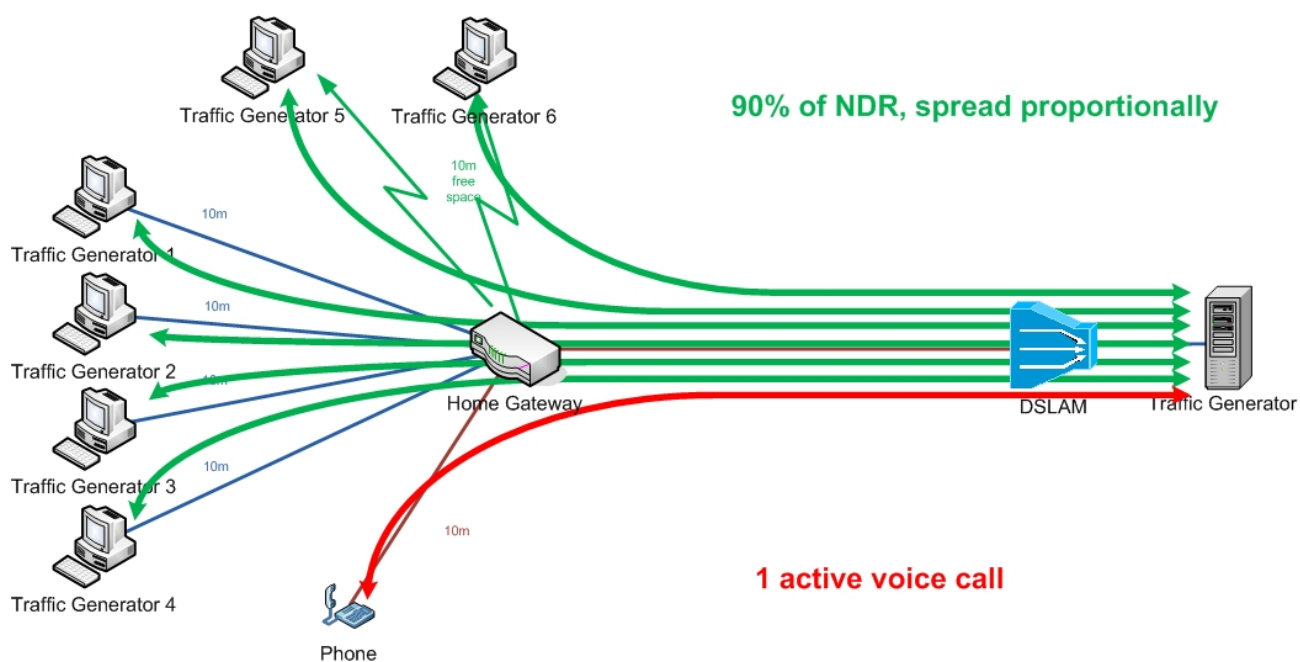 Traffic Generator 5
Traffic Generator 6
90% of NDR, spread proportionally
10m
free
space
10m
Traffic Generator 1
10m
Traffic Generator 2
10m
Home Gateway
DSLAM
Traffic Generator
10m
Traffic Generator 3
10m
1 active voice call
Traffic Generator 4
Phone